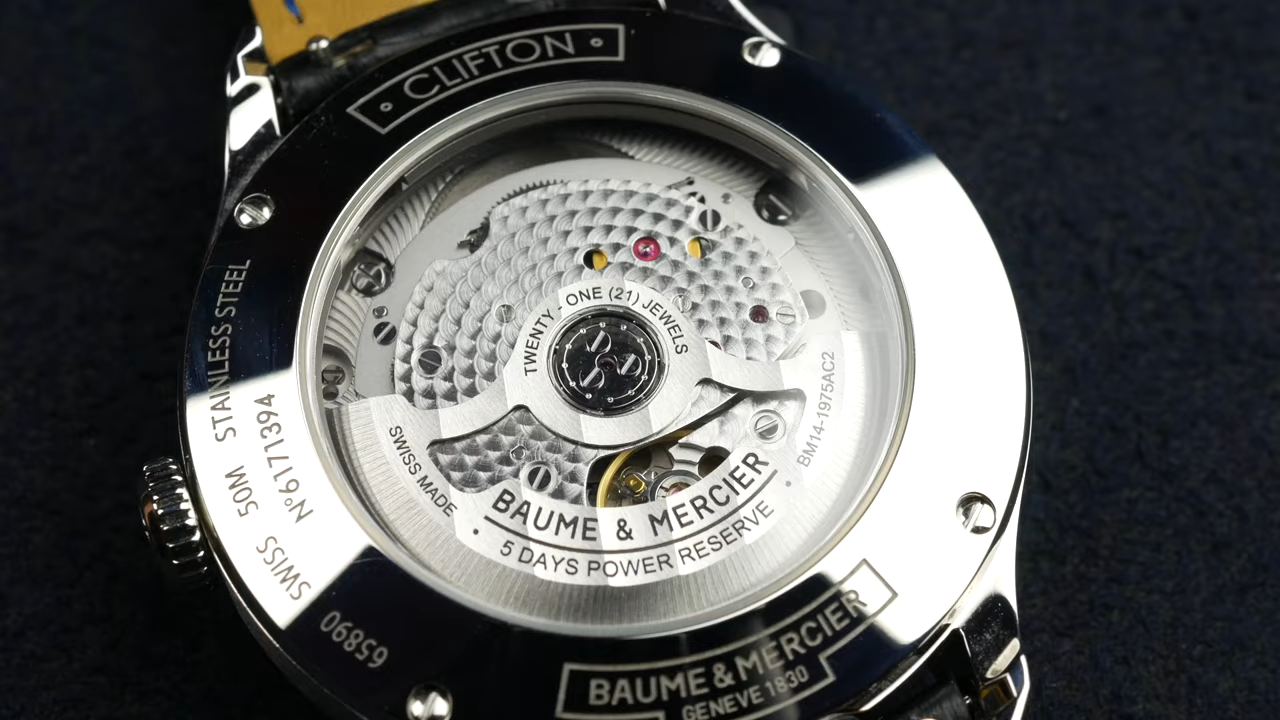 · CLIFTON ·
STAINLESS STEEL
SWISS 50M
Nº6171394
65890
TWENTY - ONE (21) JEWELS
SWISS MADE
BM14-1975AC2
BAUME & MERCIER
· 5 DAYS POWER RESERVE ·
BAUME & MERCIER
GENEVE 1830